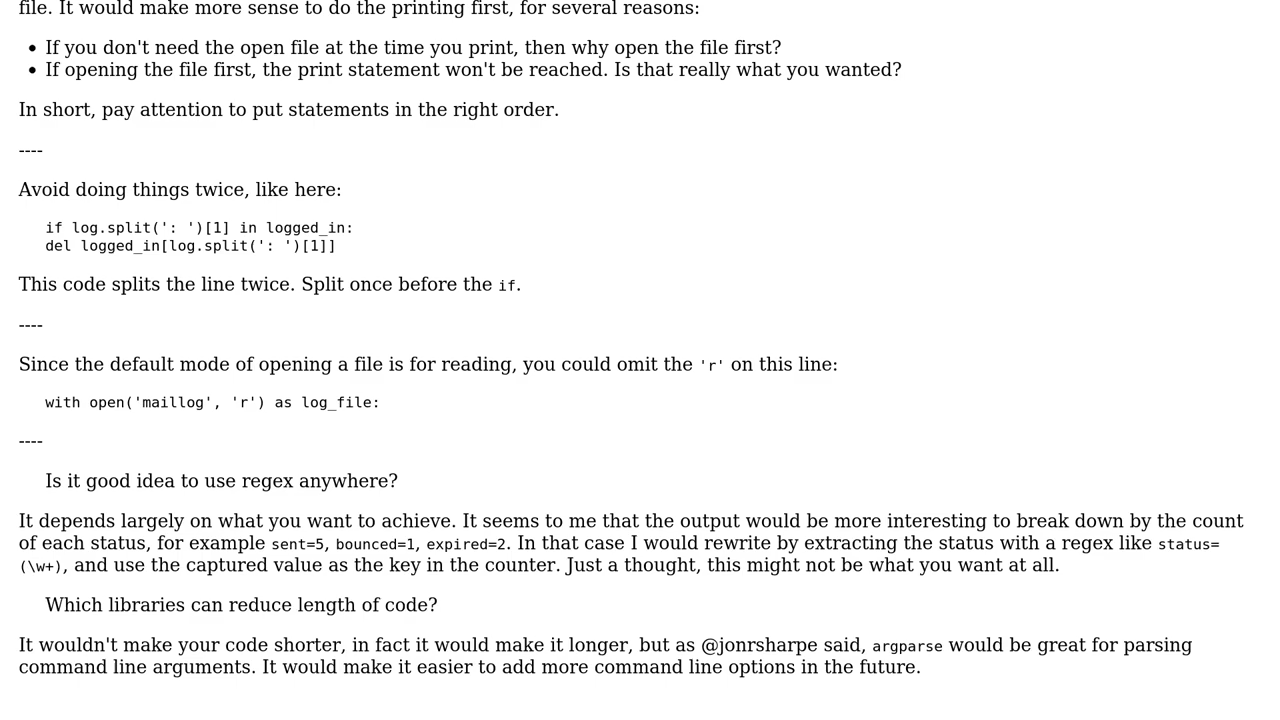 file. It would make more sense to do the printing first, for several reasons:
• If you don't need the open file at the time you print, then why open the file first?
• If opening the file first, the print statement won't be reached. Is that really what you wanted?
In short, pay attention to put statements in the right order.
----
Avoid doing things twice, like here:
if log.split(': ')[1] in logged_in:
del logged_in[log.split(': ')[1]]
This code splits the line twice. Split once before the if.
----
Since the default mode of opening a file is for reading, you could omit the 'r' on this line:
with open('maillog', 'r') as log_file:
----
Is it good idea to use regex anywhere?
It depends largely on what you want to achieve. It seems to me that the output would be more interesting to break down by the count
of each status, for example sent=5, bounced=1, expired=2. In that case I would rewrite by extracting the status with a regex like status=
(\w+), and use the captured value as the key in the counter. Just a thought, this might not be what you want at all.
Which libraries can reduce length of code?
It wouldn't make your code shorter, in fact it would make it longer, but as @jonrsharpe said, argparse would be great for parsing
command line arguments. It would make it easier to add more command line options in the future.